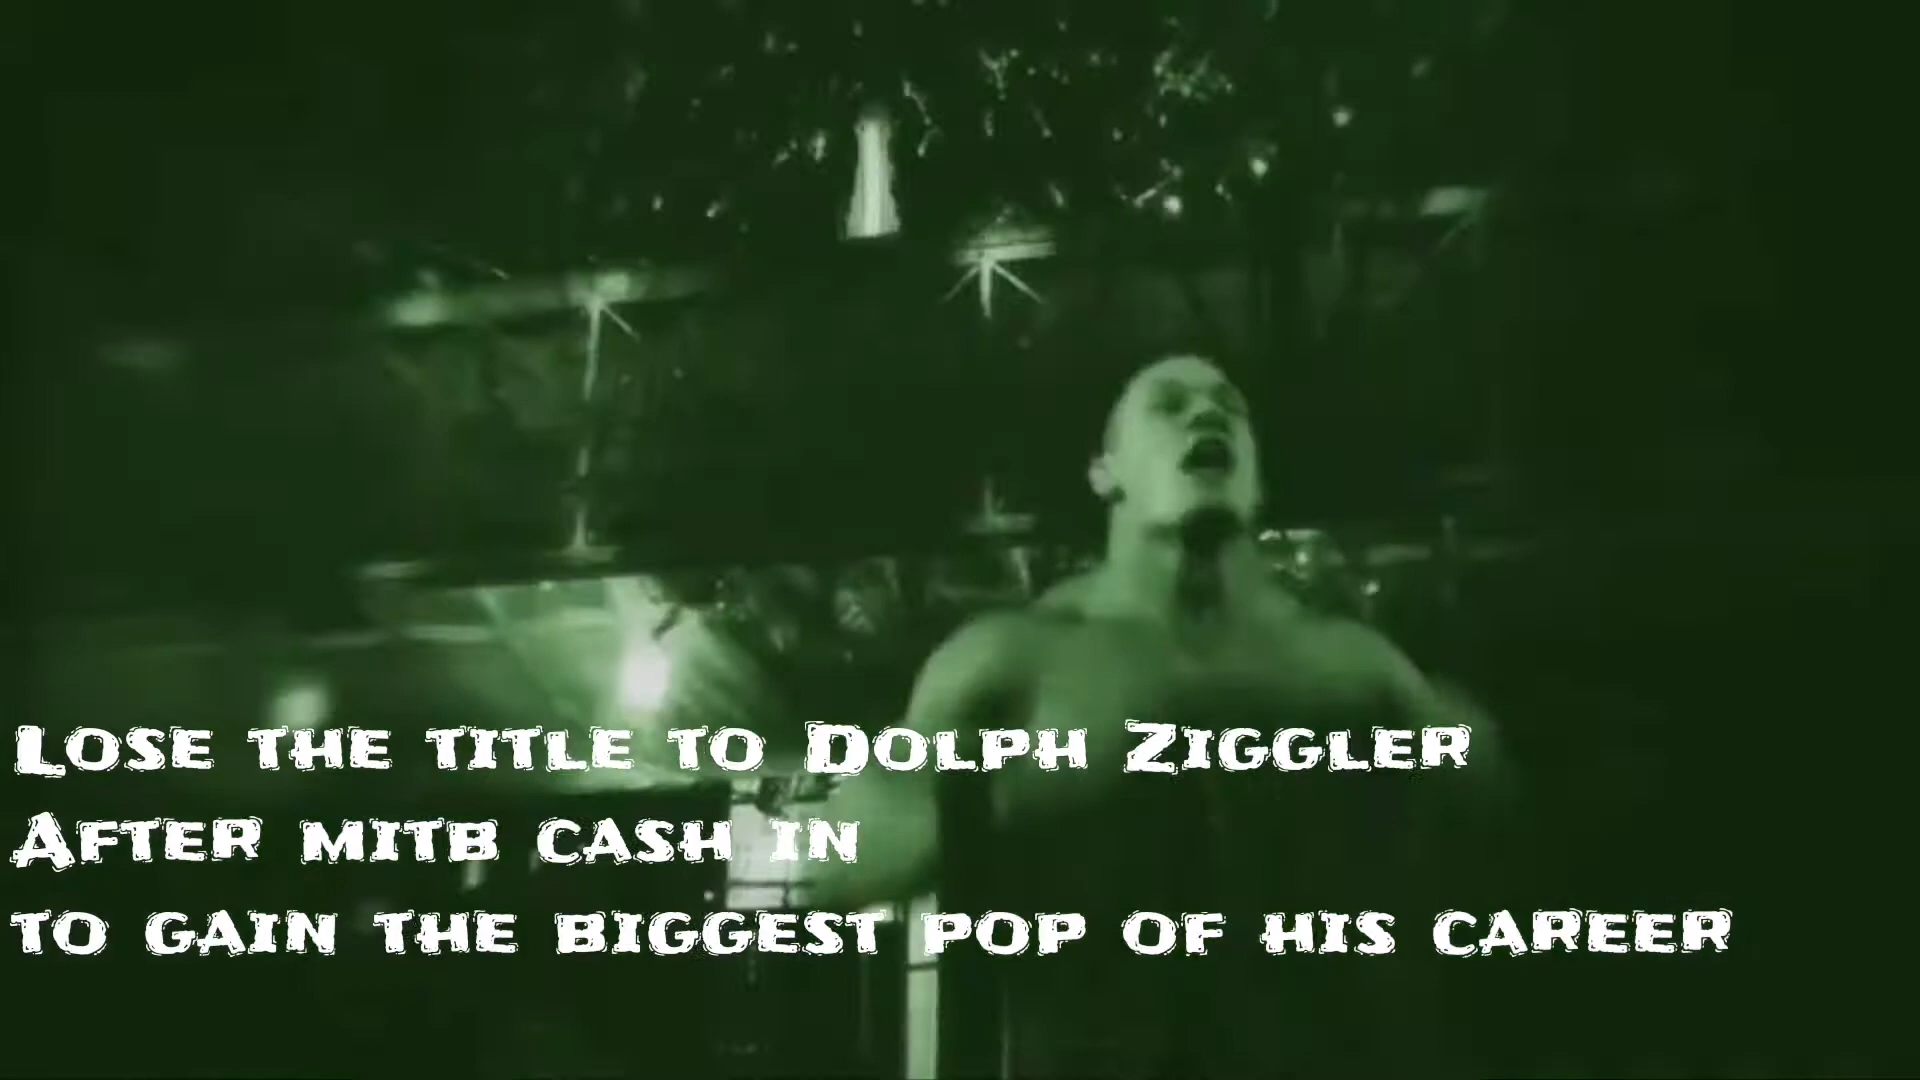 Lose the title to Dolph Ziggler
After mitb cash in
to gain the biggest pop of his career